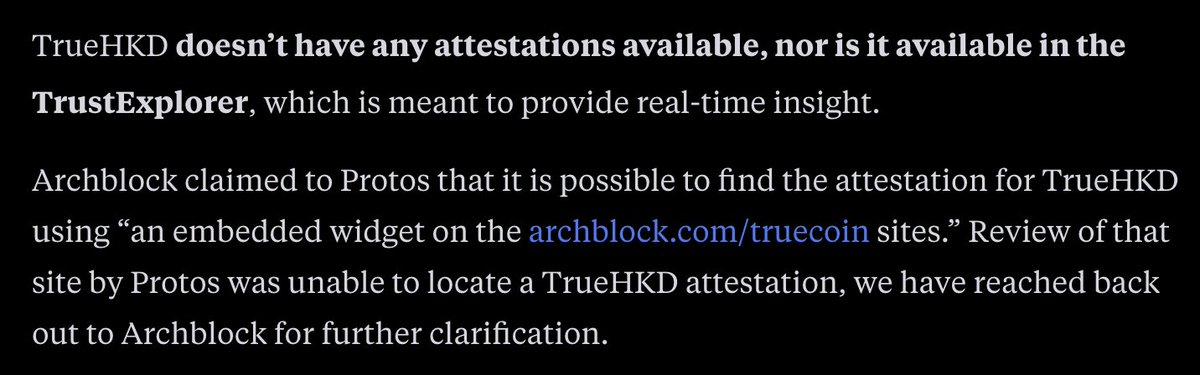 TrueHKD doesn’t have any attestations available, nor is it available in the
TrustExplorer, which is meant to provide real-time insight.
Archblock claimed to Protos that it is possible to find the attestation for TrueHKD
using “an embedded widget on the archblock.com/truecoin sites.” Review of that
site by Protos was unable to locate a TrueHKD attestation, we have reached back
out to Archblock for further clarification.